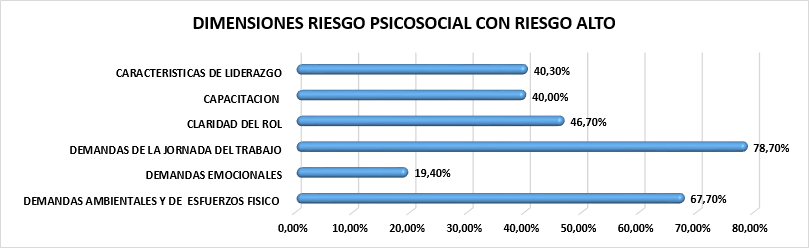 DIMENSIONES RIESGO PSICOSOCIAL CON RIESGO ALTO
CARACTERISTICAS DE LIDERAZGO 40,30%
CAPACITACION 40,00%
CLARIDAD DEL ROL 46,70%
DEMANDAS DE LA JORNADA DEL TRABAJO 78,70%
DEMANDAS EMOCIONALES 19,40%
DEMANDAS AMBIENTALES Y DE ESFUERZOS FISICO 67,70%
0,00% 10,00% 20,00% 30,00% 40,00% 50,00% 60,00% 70,00% 80,00%